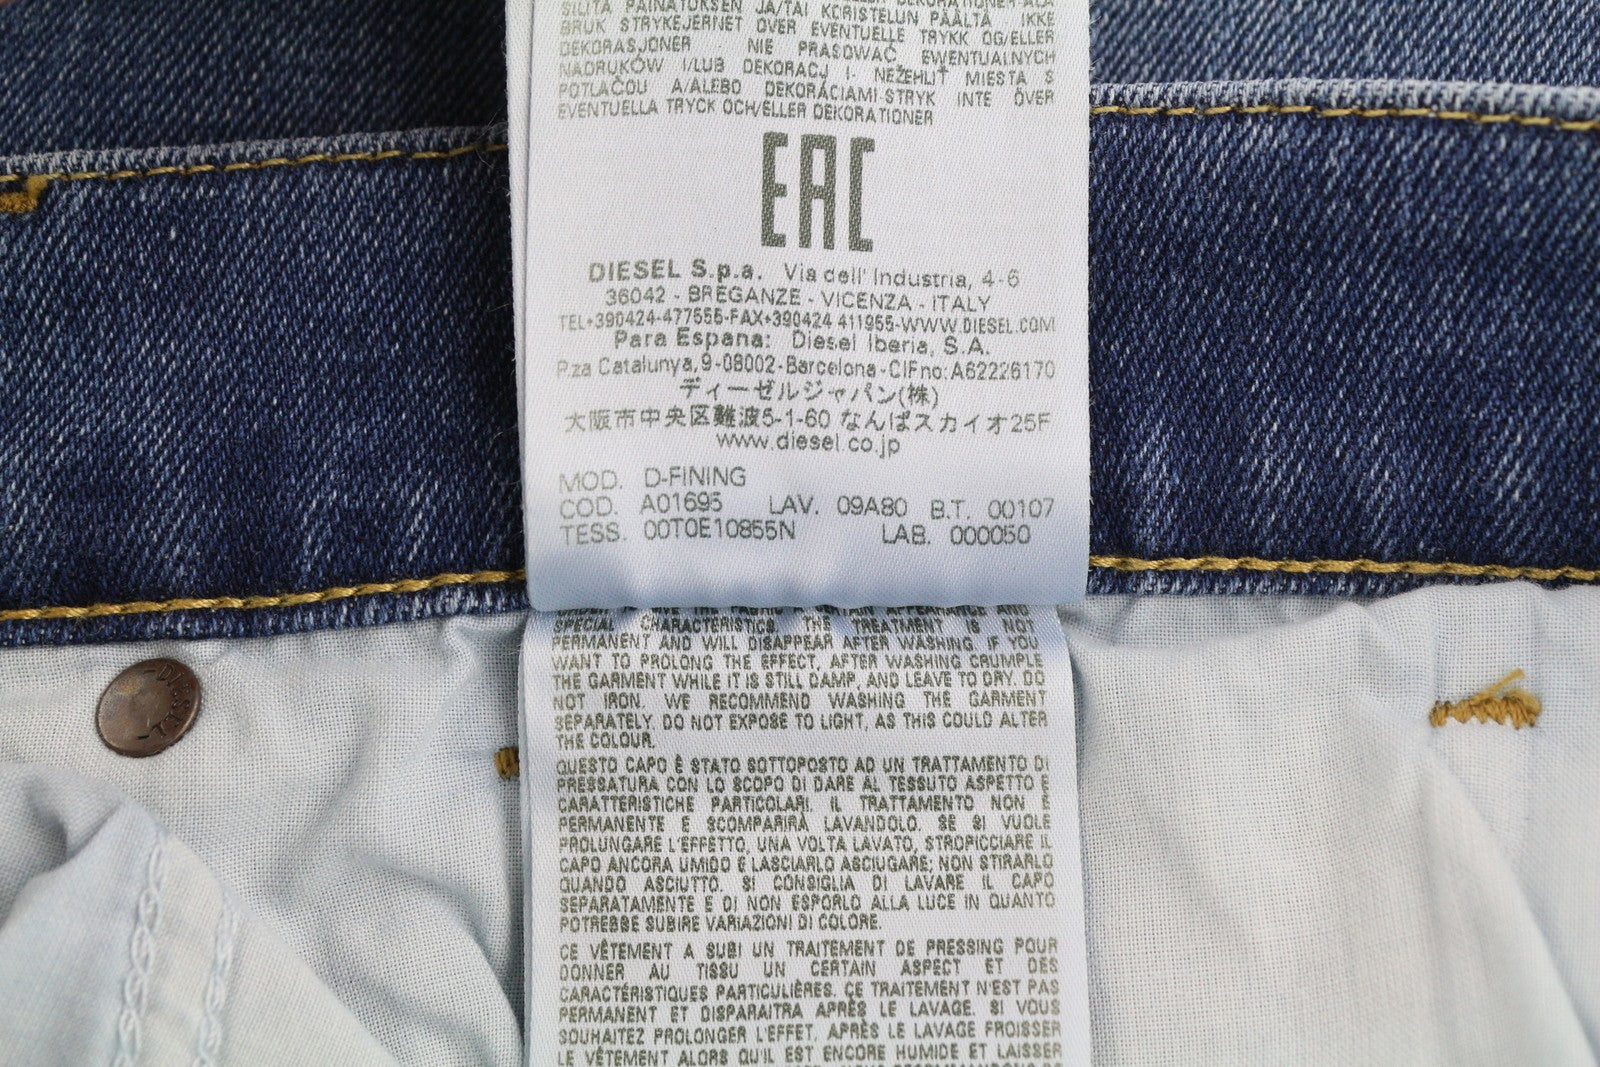 SILITÄ PAINATUKSEN JA/TAI KORISTELUN PÄÄLTÄ IKKE
BRUK STRYKEJERNET OVER EVENTUELLE TRYKK OG/ELLER
DEKORASJONER NIE PRASOWAĆ EWENTUALNYCH
NADRUKÓW I/LUB DEKORACJ I- NEŽEHLIŤ MIESTA S
POTLAČOU A/ALEBO DEKORÁCIAMI-STRYK INTE ÖVER
EVENTUELLA TRYCK OCH/ELLER DEKORATIONER
EAC
DIESEL S.p.a. Via dell' Industria, 4-6
36042 - BREGANZE - VICENZA - ITALY
TEL+390424-477555-FAX+390424 411955-WWW.DIESEL.COM
Para Espana: Diesel Iberia, S.A.
Pza Catalunya,9-08002-Barcelona-CIFno:A62226170
ディーゼルジャパン(株)
大阪市中央区難波5-1-60 なんばスカイオ25F
www.diesel.co.jp
MOD. D-FINING
COD. A01695 LAV. 09A80 B.T. 00107
TESS. 00T0E10855N LAB. 000050
SPECIAL CHARACTERISTICS. THE TREATMENT IS NOT
PERMANENT AND WILL DISAPPEAR AFTER WASHING. IF YOU
WANT TO PROLONG THE EFFECT, AFTER WASHING CRUMPLE
THE GARMENT WHILE IT IS STILL DAMP, AND LEAVE TO DRY. DO
NOT IRON. WE RECOMMEND WASHING THE GARMENT
SEPARATELY. DO NOT EXPOSE TO LIGHT, AS THIS COULD ALTER
THE COLOUR.
QUESTO CAPO È STATO SOTTOPOSTO AD UN TRATTAMENTO DI
PRESSATURA CON LO SCOPO DI DARE AL TESSUTO ASPETTO E
CARATTERISTICHE PARTICOLARI. IL TRATTAMENTO NON È
PERMANENTE E SCOMPARIRÀ LAVANDOLO. SE SI VUOLE
PROLUNGARE L'EFFETTO, UNA VOLTA LAVATO, STROPICCIARE IL
CAPO ANCORA UMIDO E LASCIARLO ASCIUGARE; NON STIRARLO
QUANDO ASCIUTTO. SI CONSIGLIA DI LAVARE IL CAPO
SEPARATAMENTE E DI NON ESPORLO ALLA LUCE IN QUANTO
POTREBBE SUBIRE VARIAZIONI DI COLORE.
CE VÊTEMENT A SUBI UN TRAITEMENT DE PRESSING POUR
DONNER AU TISSU UN CERTAIN ASPECT ET DES
CARACTÉRISTIQUES PARTICULIÈRES. CE TRAITEMENT N'EST PAS
PERMANENT ET DISPARAITRA APRÈS LE LAVAGE. SI VOUS
SOUHAITEZ PROLONGER L'EFFET, APRÈS LE LAVAGE FROISSER
LE VÊTEMENT ALORS QU'IL EST ENCORE HUMIDE ET LAISSER